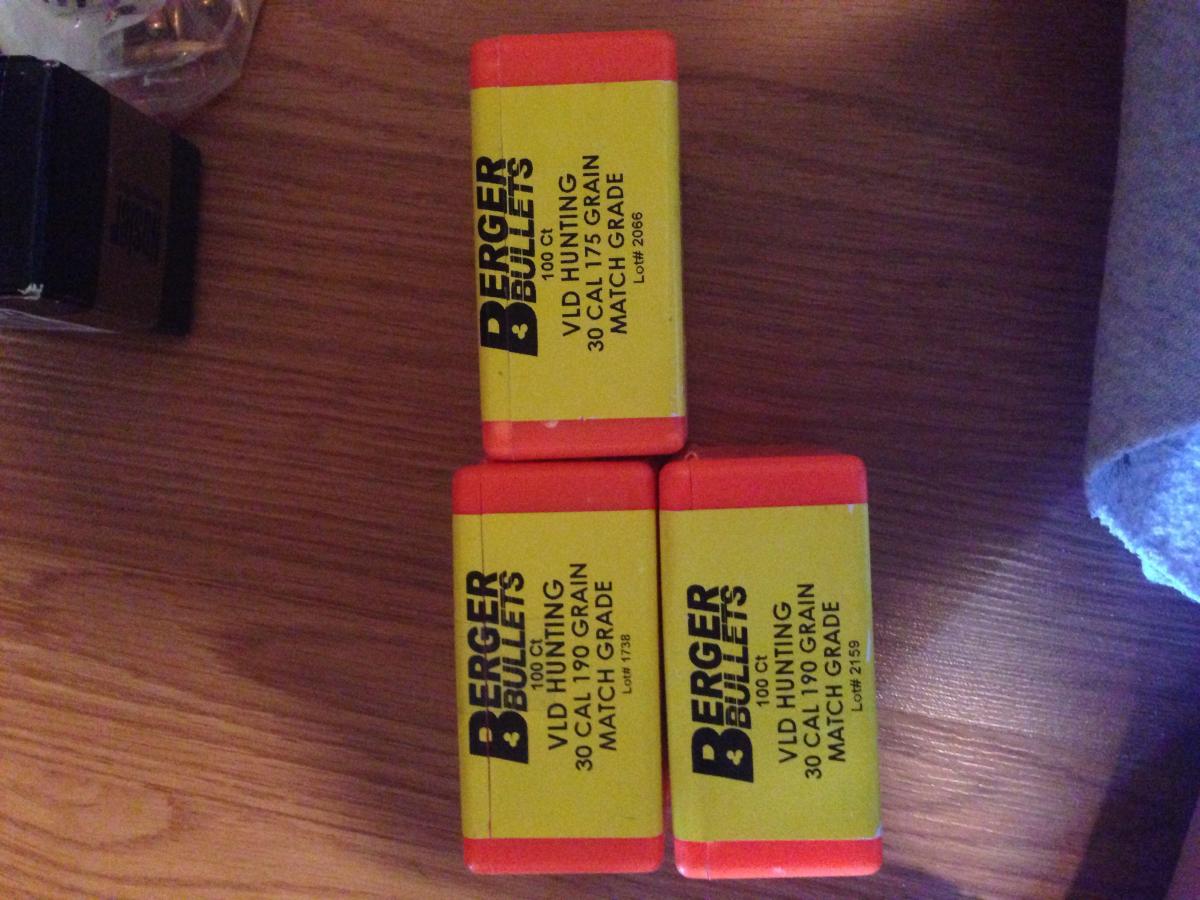 BERGER
BULLETS
100 Ct
VLD HUNTING
30 CAL 175 GRAIN
MATCH GRADE
Lot# 2066
BERGER
BULLETS
100 Ct
VLD HUNTING
30 CAL 190 GRAIN
MATCH GRADE
Lot# 1738
BERGER
BULLETS
100 Ct
VLD HUNTING
30 CAL 190 GRAIN
MATCH GRADE
Lot# 2159